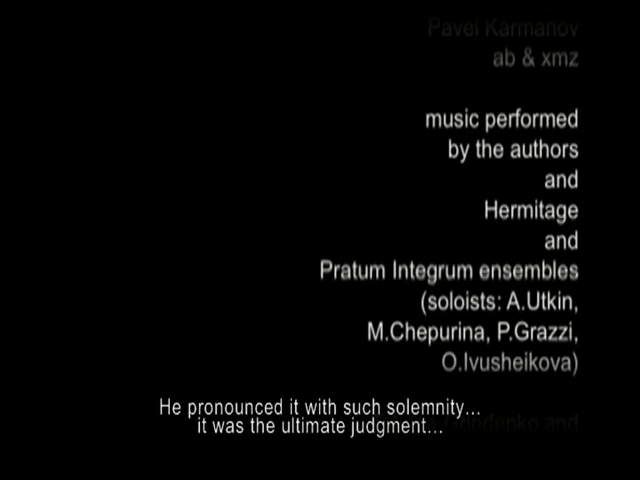 Pavel Karmanov
ab & xmz
music performed
by the authors
and
Hermitage
and
Pratum Integrum ensembles
(soloists: A.Utkin,
M.Chepurina, P.Grazzi,
O.Ivusheikova)
He pronounced it with such solemnity...
it was the ultimate judgment...
and